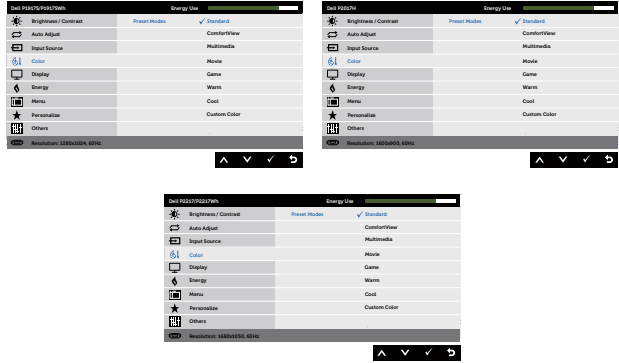 Dell P1917S/P1917SWh Energy Use
Brightness / Contrast Preset Modes ✓ Standard
Auto Adjust ComfortView
Input Source Multimedia
Color Movie
Display Game
Energy Warm
Menu Cool
Personalize Custom Color
Others
Resolution: 1280x1024, 60Hz
Dell P2017H Energy Use
Brightness / Contrast Preset Modes ✓ Standard
Auto Adjust ComfortView
Input Source Multimedia
Color Movie
Display Game
Energy Warm
Menu Cool
Personalize Custom Color
Others
Resolution: 1600x900, 60Hz
Dell P2217/P2217Wh Energy Use
Brightness / Contrast Preset Modes ✓ Standard
Auto Adjust ComfortView
Input Source Multimedia
Color Movie
Display Game
Energy Warm
Menu Cool
Personalize Custom Color
Others
Resolution: 1680x1050, 60Hz